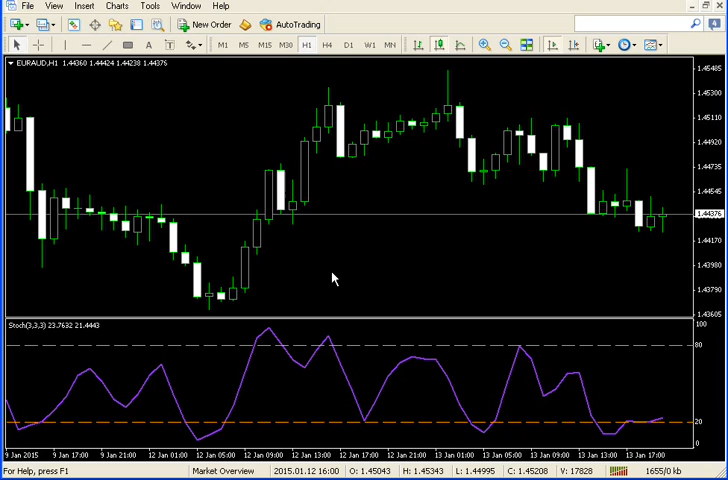 File View Insert Charts Tools Window Help
New Order AutoTrading 4
A T M1 M5 M15 M30 H1 H4 D1 W1 MN
EURAUD,H1 1.44360 1.44424 1.44238 1.44376
1.45485
1.45300
1.45110
1.44920
1.44735
1.44545
1.44376
1.44170
1.43980
1.43790
1.43605
Stoch(3,3,3) 23.7632 21.4443
100
80
20
0
9 Jan 2015 9 Jan 17:00 9 Jan 21:00 12 Jan 01:00 12 Jan 05:00 12 Jan 09:00 12 Jan 13:00 12 Jan 17:00 12 Jan 21:00 13 Jan 01:00 13 Jan 05:00 13 Jan 09:00 13 Jan 13:00 13 Jan 17:00
For Help, press F1 Market Overview 2015.01.12 16:00 O: 1.45043 H: 1.45343 L: 1.44995 C: 1.45208 V: 17828 1655/0 kb